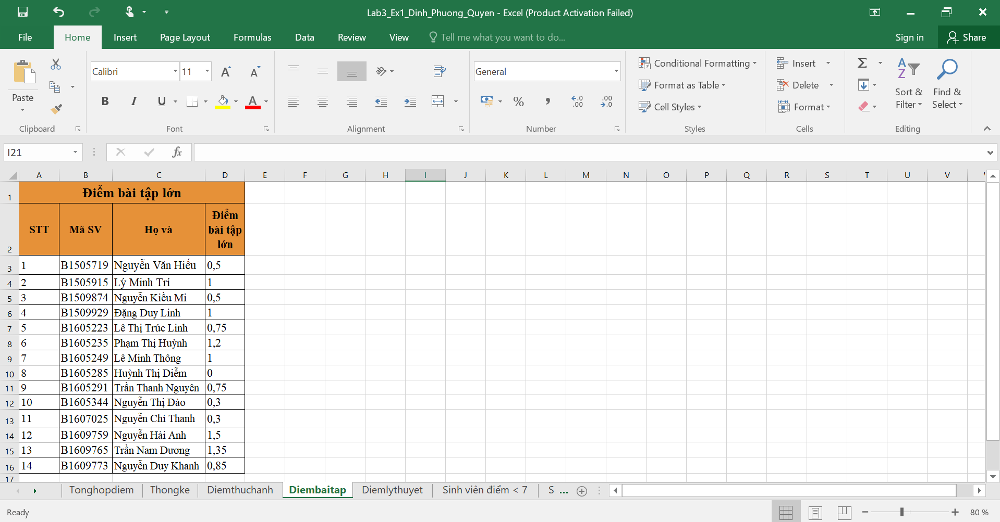 Lab3_Ex1_Dinh_Phuong_Quyen - Excel (Product Activation Failed)
File Home Insert Page Layout Formulas Data Review View Tell me what you want to do... Sign in Share
Paste
Clipboard
Calibri 11
B I U A
Font
Alignment
General
% , ←.0 .00 .00 →.0
Number
Conditional Formatting
Format as Table
Cell Styles
Styles
Insert
Delete
Format
Cells
Σ
Sort & Filter
Find & Select
Editing
I21 fx
A B C D E F G H I J K L M N O P Q R S T U V
1 Điểm bài tập lớn
2 STT Mã SV Họ và Điểm bài tập lớn
3 1 B1505719 Nguyễn Văn Hiếu 0,5
4 2 B1505915 Lý Minh Trí 1
5 3 B1509874 Nguyễn Kiều Mi 0,5
6 4 B1509929 Đặng Duy Linh 1
7 5 B1605223 Lê Thị Trúc Linh 0,75
8 6 B1605235 Phạm Thị Huỳnh 1,2
9 7 B1605249 Lê Minh Thông 1
10 8 B1605285 Huỳnh Thị Diễm 0
11 9 B1605291 Trần Thanh Nguyên 0,75
12 10 B1605344 Nguyễn Thị Đào 0,3
13 11 B1607025 Nguyễn Chí Thanh 0,3
14 12 B1609759 Nguyễn Hải Anh 1,5
15 13 B1609765 Trần Nam Dương 1,35
16 14 B1609773 Nguyễn Duy Khanh 0,85
17
Tonghopdiem Thongke Diemthuchanh Diembaitap Diemlythuyet Sinh viên điểm < 7 Si ...
Ready 80 %